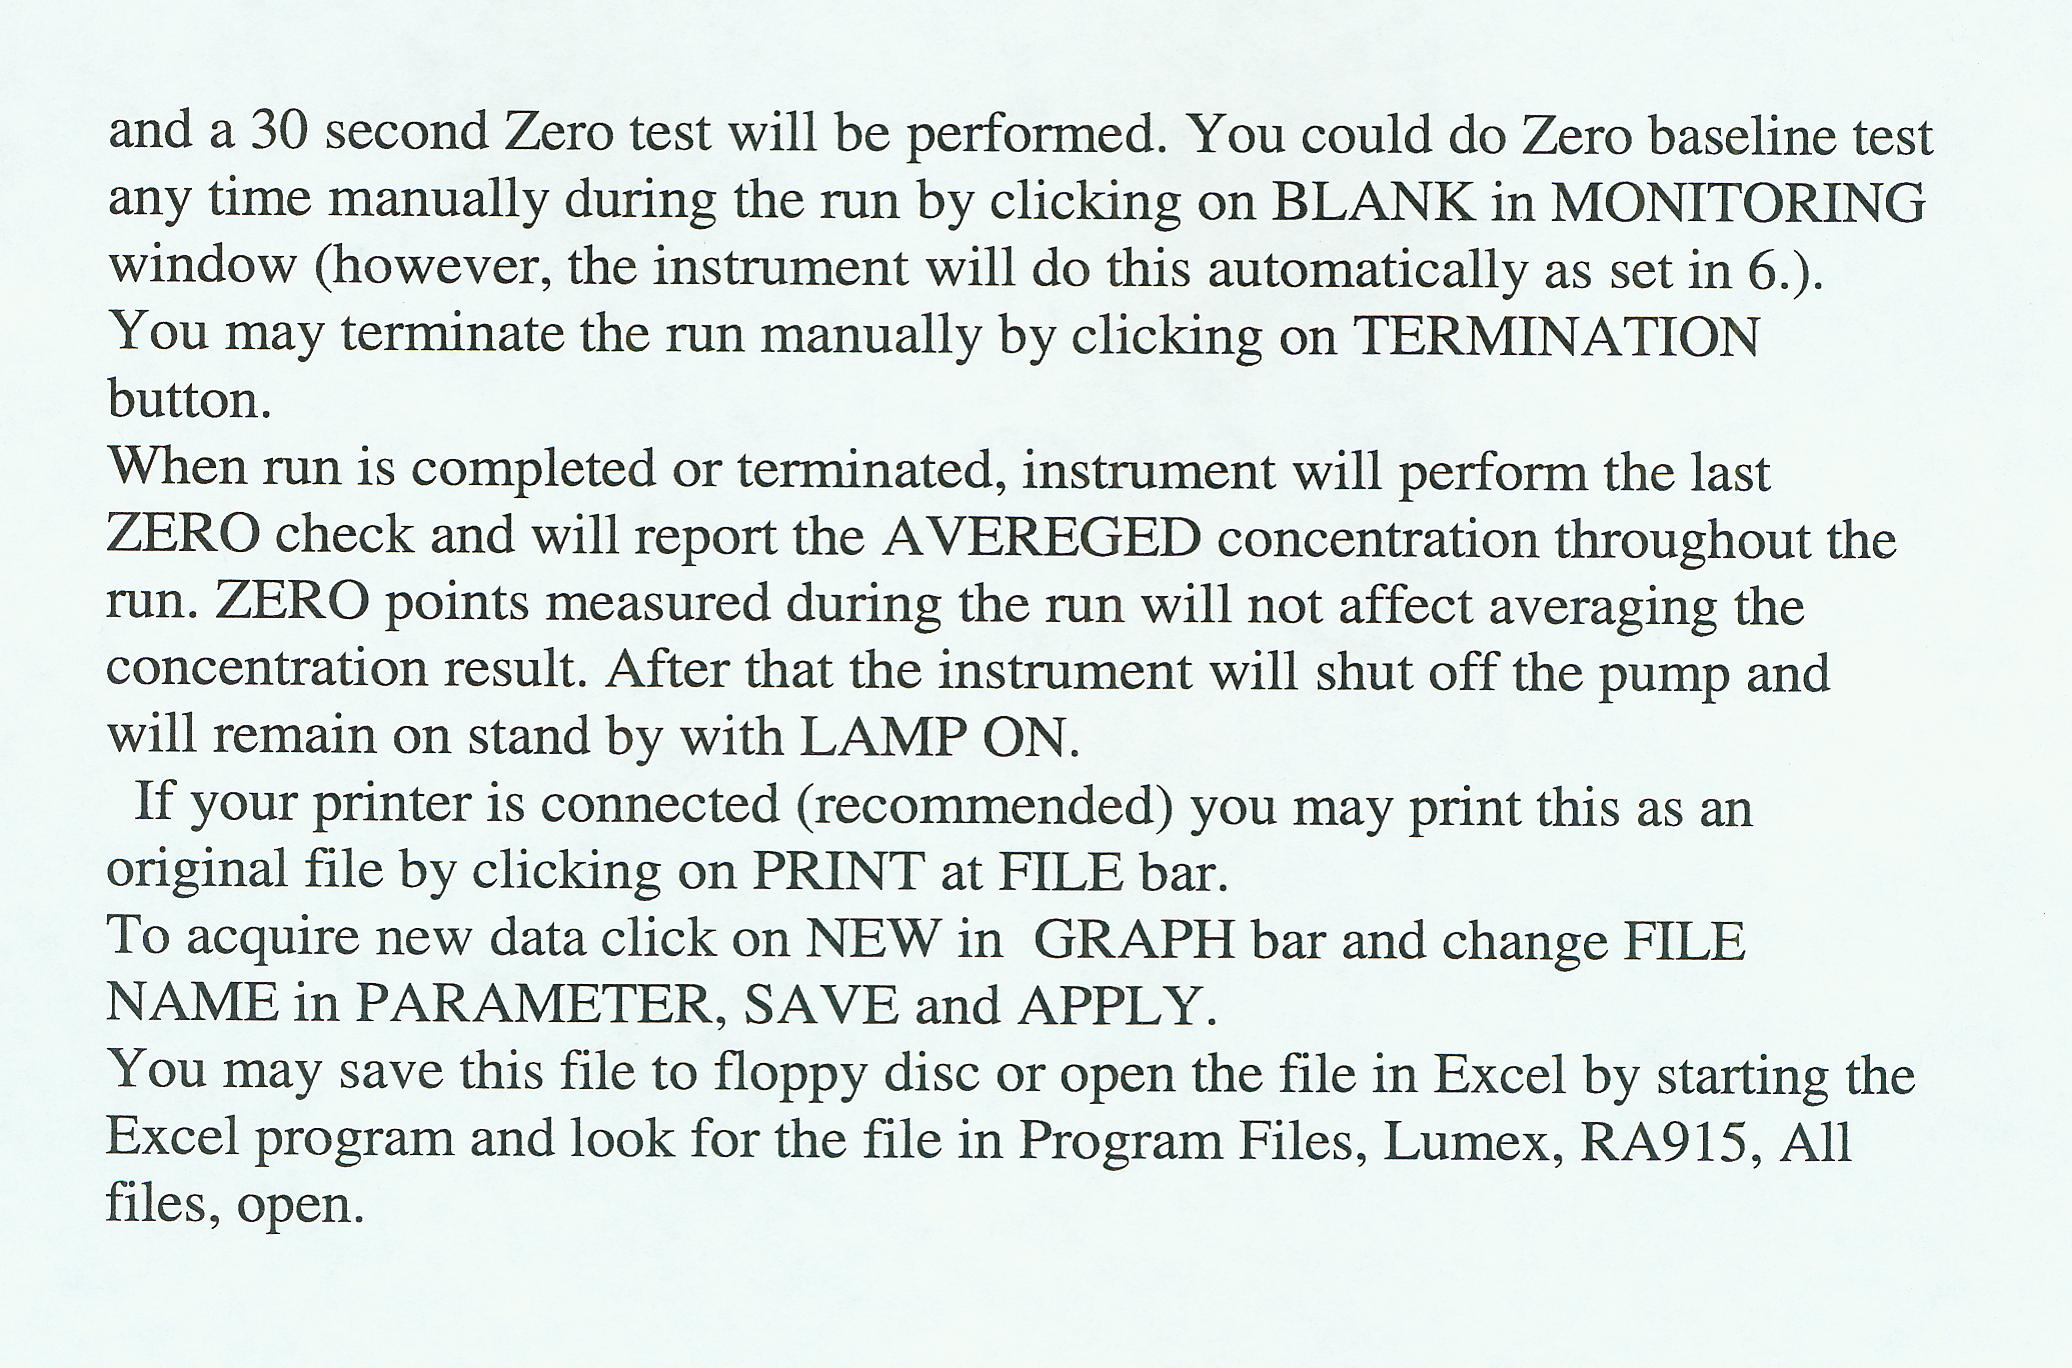 and a 30 second Zero test will be performed. You could do Zero baseline test
any time manually during the run by clicking on BLANK in MONITORING
window (however, the instrument will do this automatically as set in 6.).
You may terminate the run manually by clicking on TERMINATION
button.
When run is completed or terminated, instrument will perform the last
ZERO check and will report the AVEREGED concentration throughout the
run. ZERO points measured during the run will not affect averaging the
concentration result. After that the instrument will shut off the pump and
will remain on stand by with LAMP ON.
If your printer is connected (recommended) you may print this as an
original file by clicking on PRINT at FILE bar.
To acquire new data click on NEW in  GRAPH bar and change FILE
NAME in PARAMETER, SAVE and APPLY.
You may save this file to floppy disc or open the file in Excel by starting the
Excel program and look for the file in Program Files, Lumex, RA915, All
files, open.